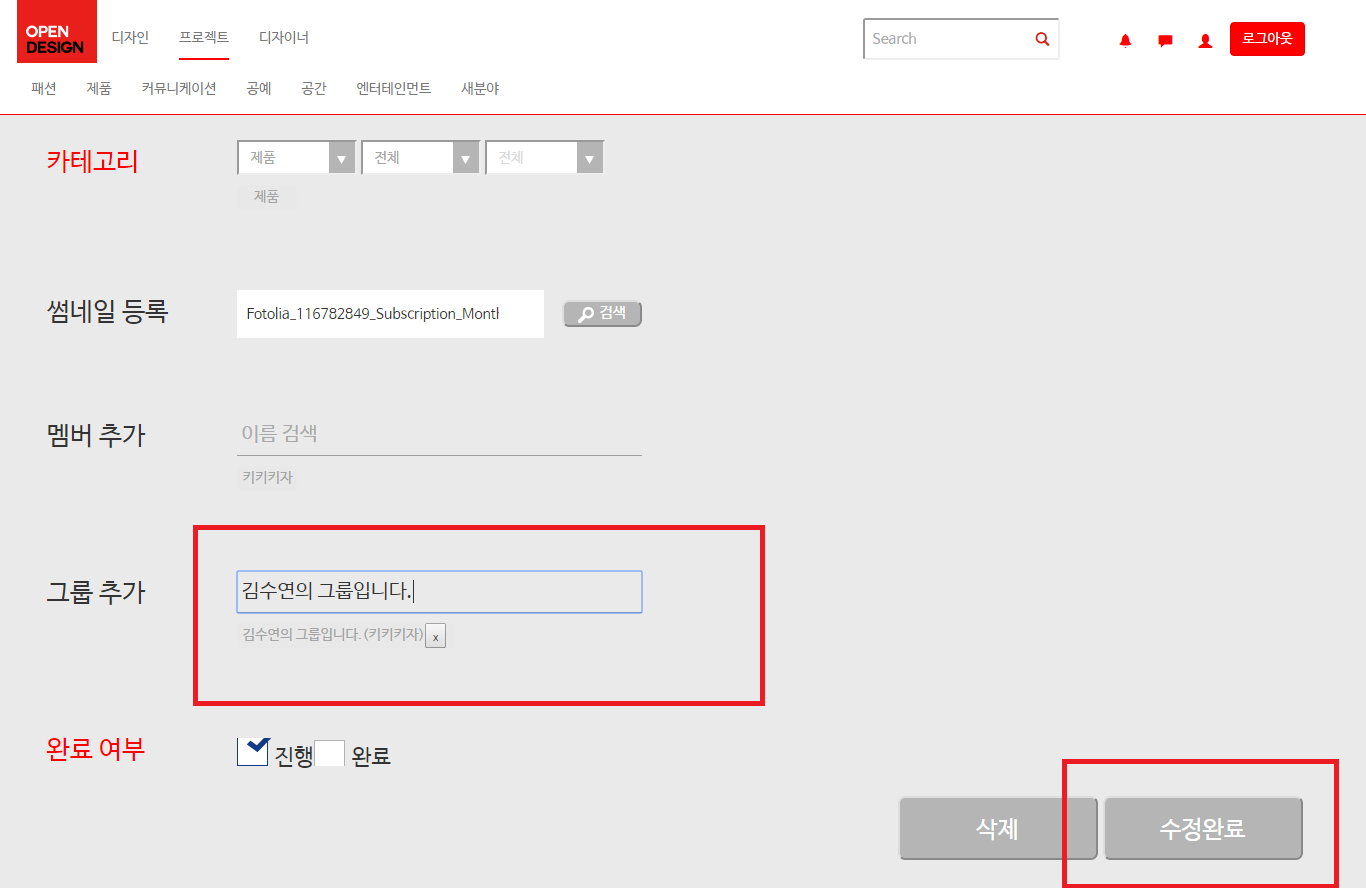 OPEN
DESIGN
디자인 프로젝트 디자이너
Search
로그아웃
패션 제품 커뮤니케이션 공예 공간 엔터테인먼트 새분야
카테고리
제품 전체 전체
제품
썸네일 등록
Fotolia_116782849_Subscription_Month
검색
멤버 추가
이름 검색
키키키자
그룹 추가
김수연의 그룹입니다.
김수연의 그룹입니다. (키키키자) x
완료 여부
진행 완료
삭제 수정완료